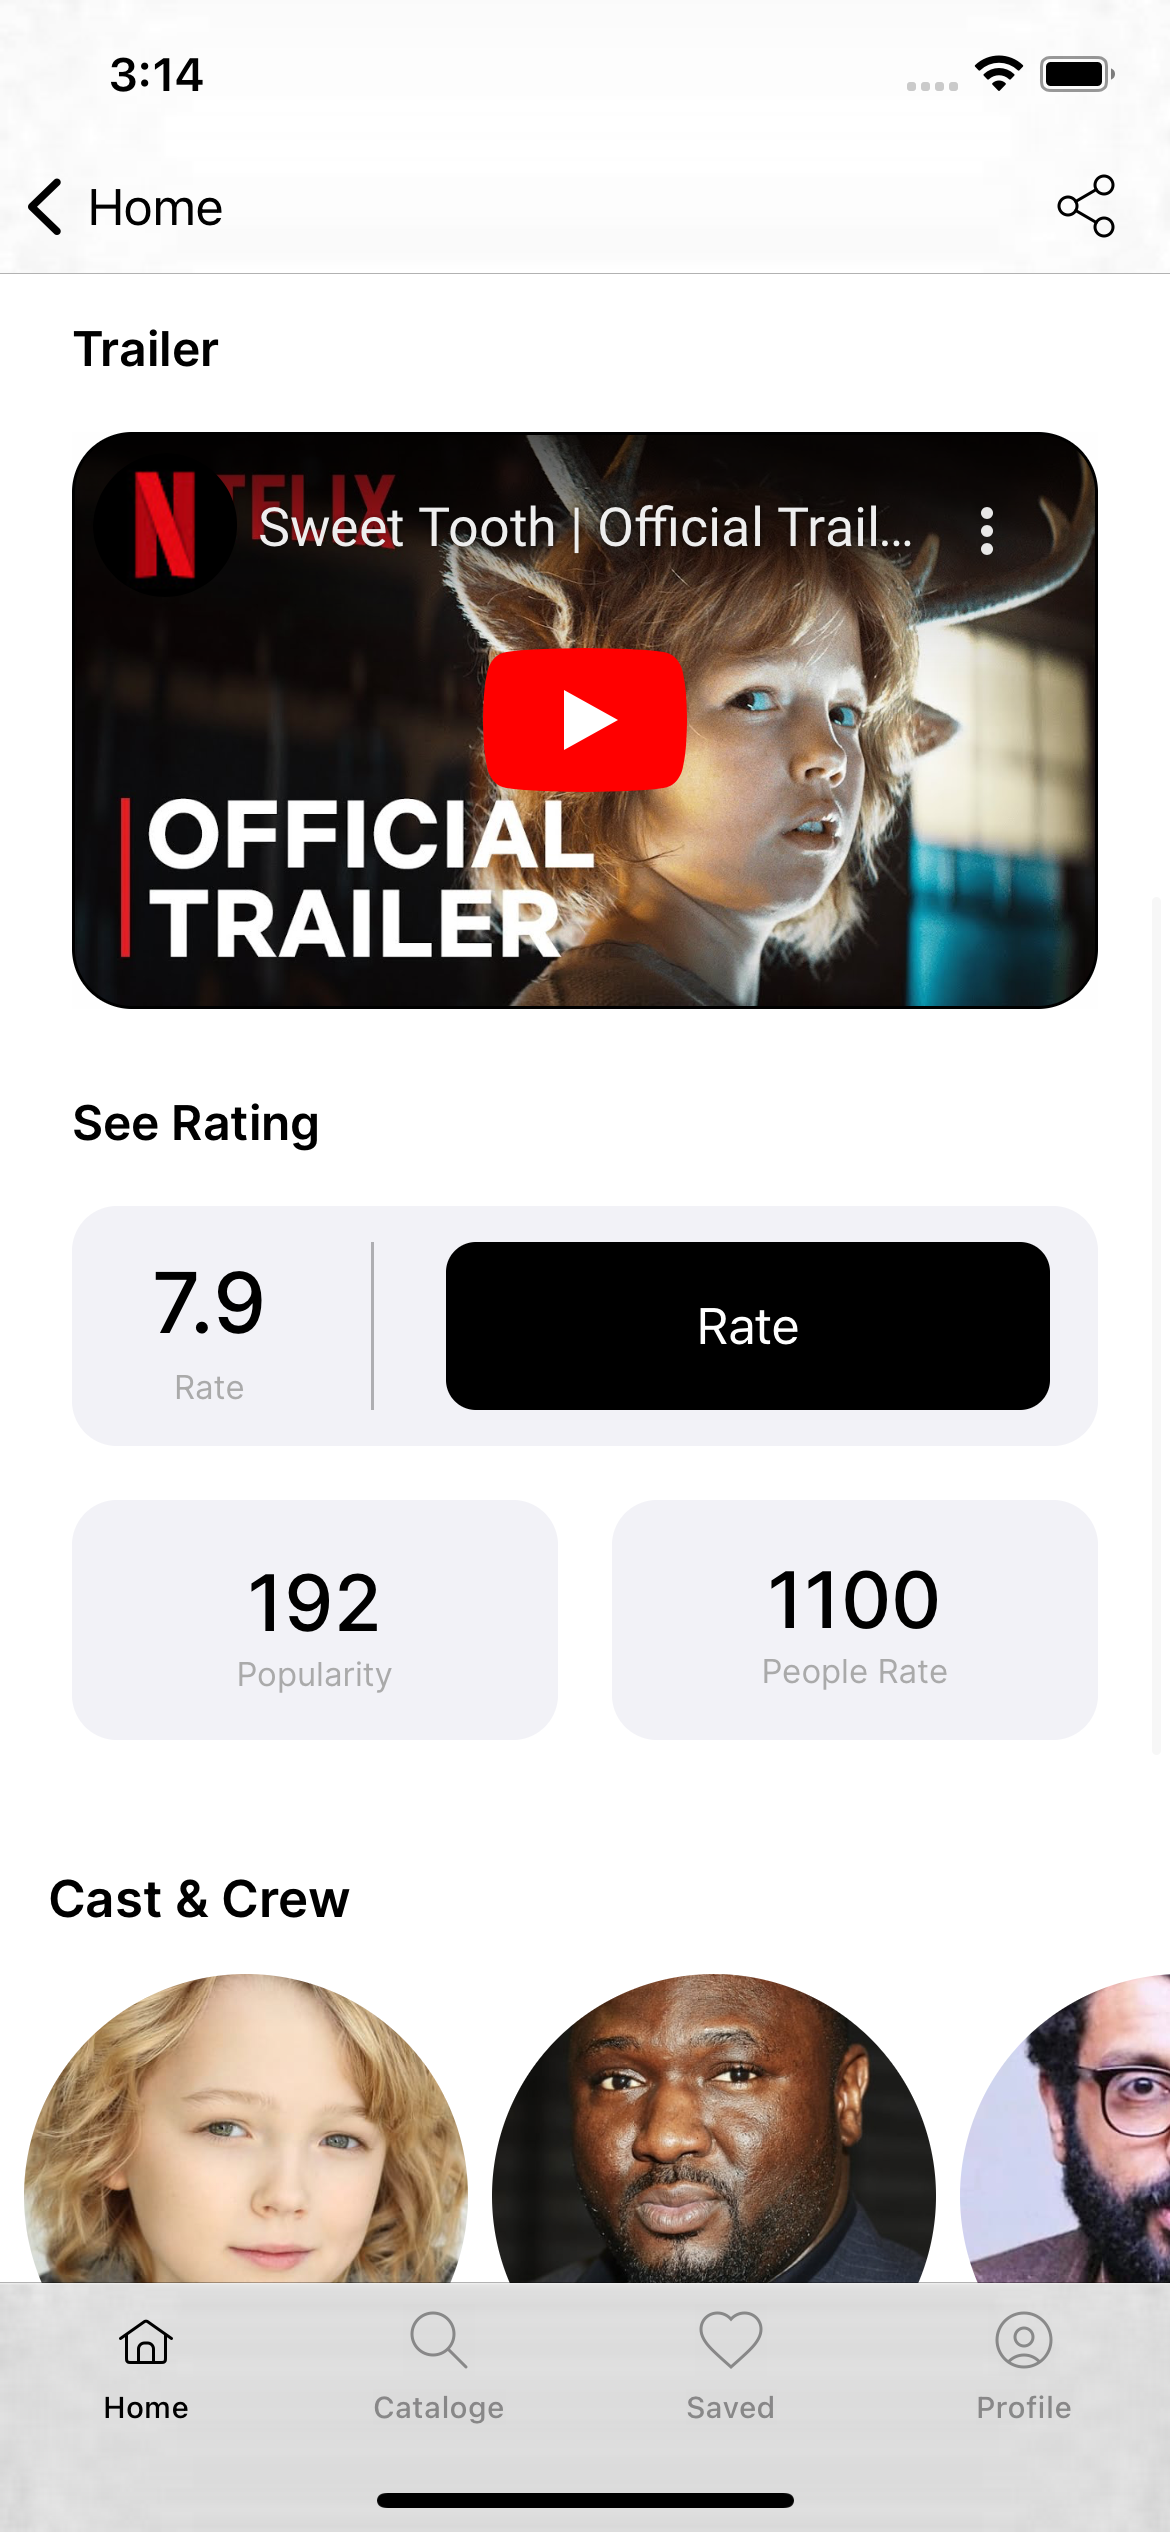 3:14
Home
Trailer
NETFLIX
Sweet Tooth | Official Trail...
OFFICIAL
TRAILER
See Rating
7.9
Rate
Rate
192
Popularity
1100
People Rate
Cast & Crew
Home
Cataloge
Saved
Profile